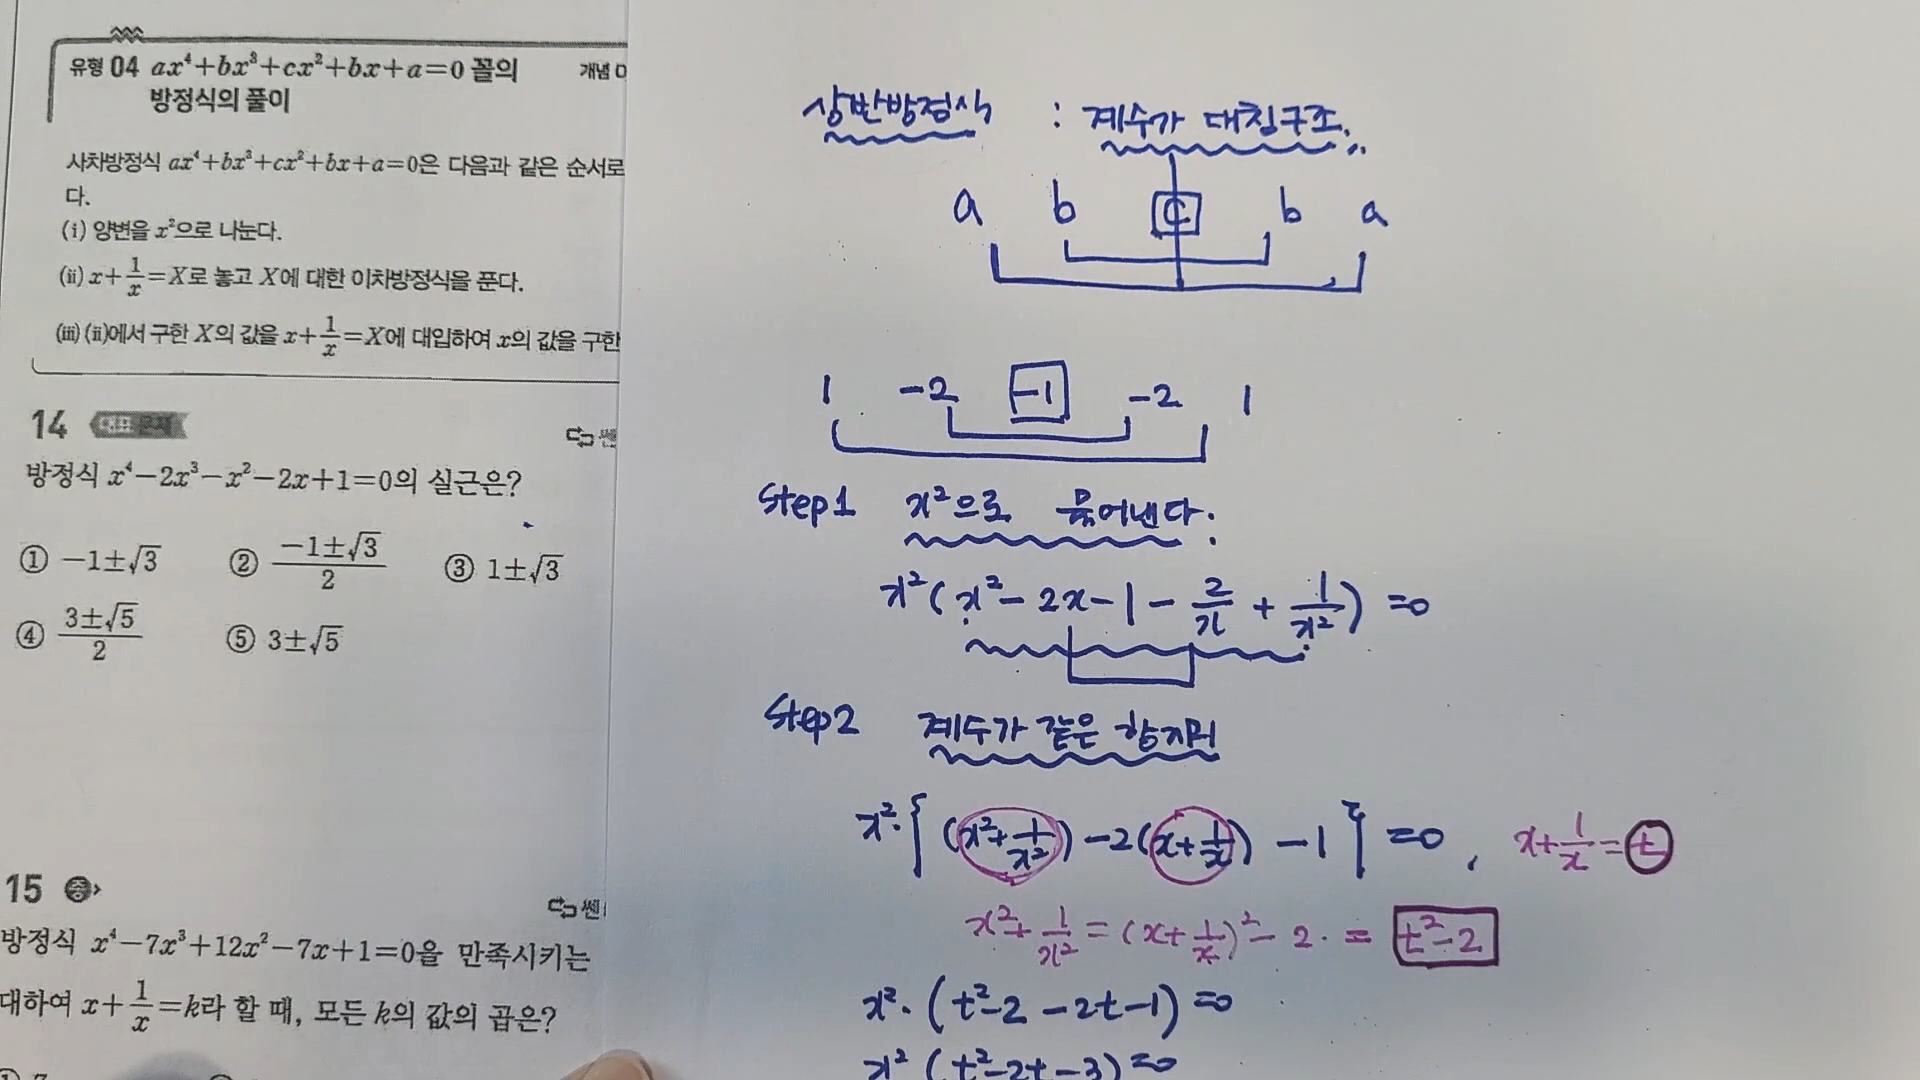 유형 04 ax⁴+bx³+cx²+bx+a=0 꼴의 개념
방정식의 풀이
사차방정식 ax⁴+bx³+cx²+bx+a=0은 다음과 같은 순서로
다.
(i) 양변을 x²으로 나눈다.
(ii) x+1/x=X로 놓고 X에 대한 이차방정식을 푼다.
(iii) (ii)에서 구한 X의 값을 x+1/x=X에 대입하여 x의 값을 구한
14 대표 문제 쎈
방정식 x⁴-2x³-x²-2x+1=0의 실근은?
① -1±√3 ② (-1±√3)/2 ③ 1±√3
④ (3±√5)/2 ⑤ 3±√5
15 중 쎈
방정식 x⁴-7x³+12x²-7x+1=0을 만족시키는
대하여 x+1/x=k라 할 때, 모든 k의 값의 곱은?
상반방정식 : 계수가 대칭구조.
a b c b a
1 -2 -1 -2 1
Step1 x²으로 묶어낸다.
x²(x²-2x-1-2/x+1/x²)=0
Step2 계수가 같은 항끼리
x²·{(x²+1/x²)-2(x+1/x)-1}=0, x+1/x=t
x²+1/x²=(x+1/x)²-2·=t²-2
x²·(t²-2-2t-1)=0
x²(t²-2t-3)=0